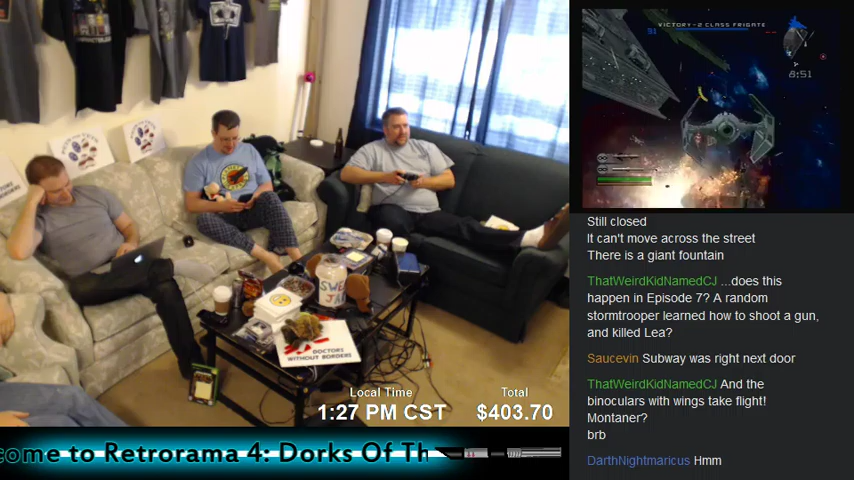 VICTORY-2 CLASS FRIGATE
8:51
Still closed
It can't move across the street
There is a giant fountain
ThatWeirdKidNamedCJ ...does this
happen in Episode 7? A random
stormtrooper learned how to shoot a gun,
and killed Lea?
Saucevin Subway was right next door
ThatWeirdKidNamedCJ And the
binoculars with wings take flight!
Montaner?
brb
DarthNightmaricus Hmm
SWEAR
JAR
DOCTORS
WITHOUT BORDERS
Local Time
1:27 PM CST
Total
$403.70
come to Retrorama 4: Dorks Of Th